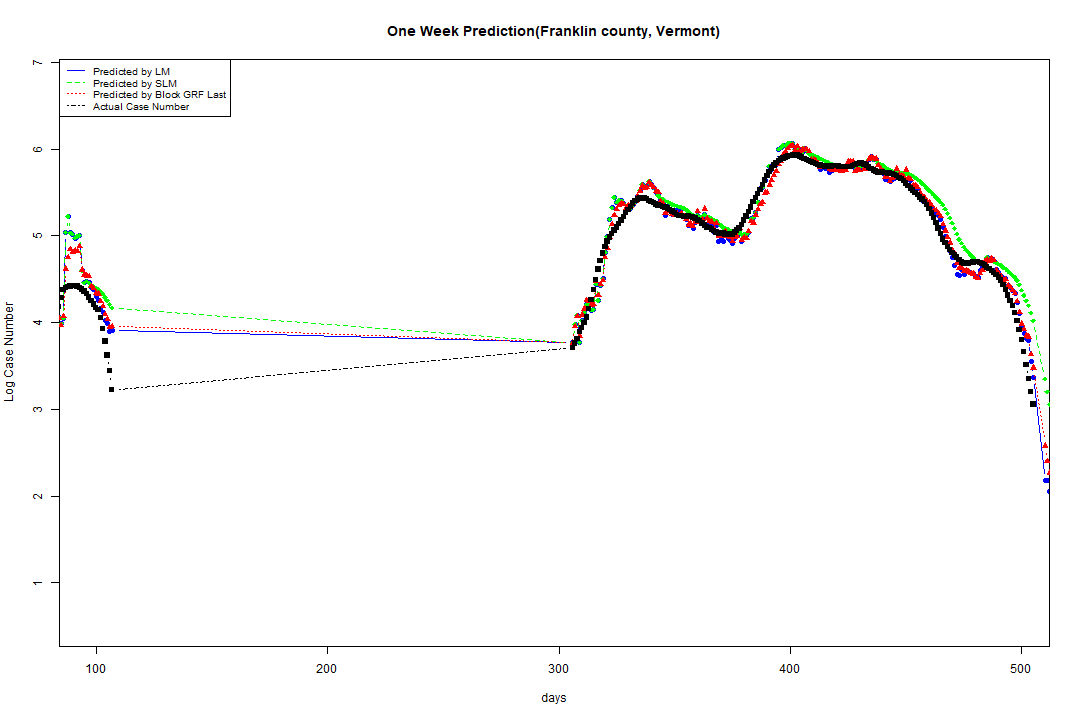 One Week Prediction(Franklin county, Vermont)
Predicted by LM
Predicted by SLM
Predicted by Block GRF Last
Actual Case Number
7
6
5
4
3
2
1
Log Case Number
100 200 300 400 500
days